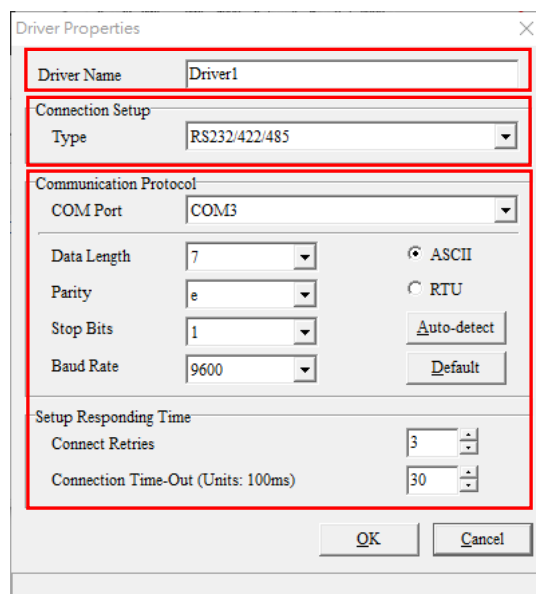 Driver Properties
Driver Name Driver1
Connection Setup
Type RS232/422/485
Communication Protocol
COM Port COM3
Data Length 7 ASCII
Parity e RTU
Stop Bits 1 Auto-detect
Baud Rate 9600 Default
Setup Responding Time
Connect Retries 3
Connection Time-Out (Units: 100ms) 30
OK Cancel